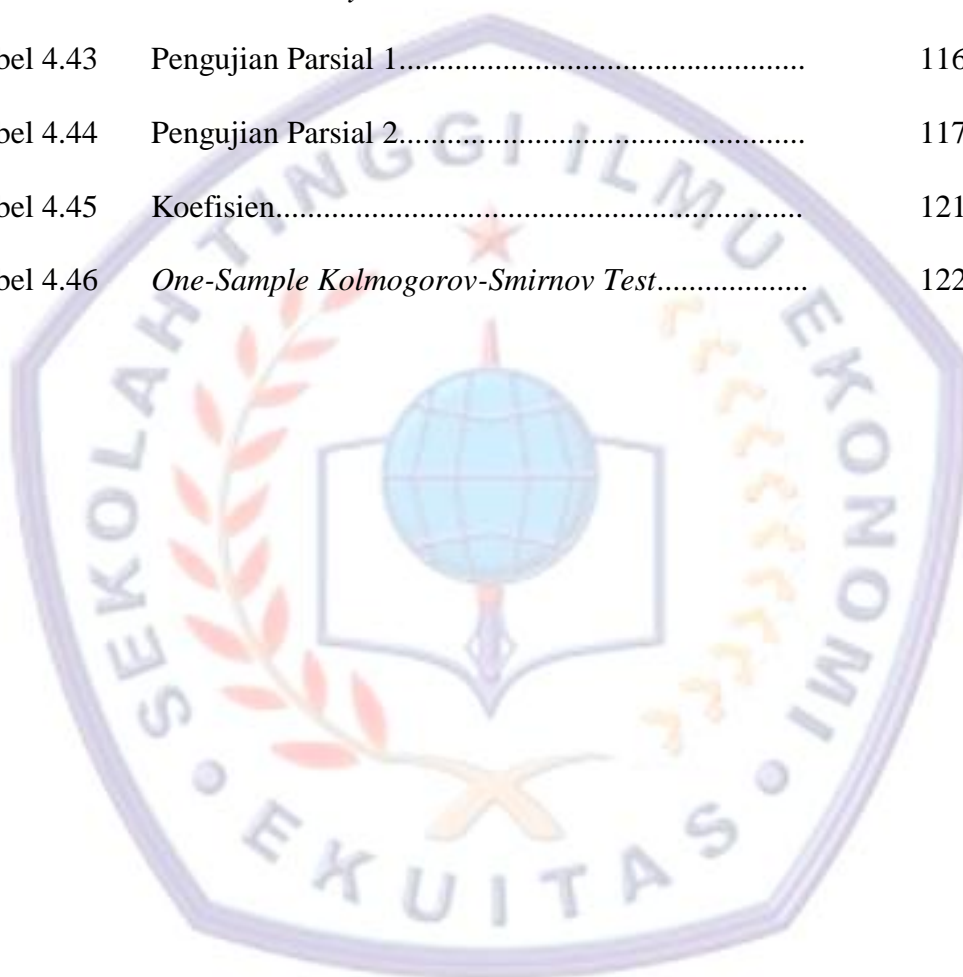 bel 4.43 Pengujian Parsial 1.................................................. 116
bel 4.44 Pengujian Parsial 2.................................................. 117
bel 4.45 Koefisien................................................................. 121
bel 4.46 One-Sample Kolmogorov-Smirnov Test................... 122
SEKOLAH TINGGI ILMU EKONOMI
• EKUITAS •